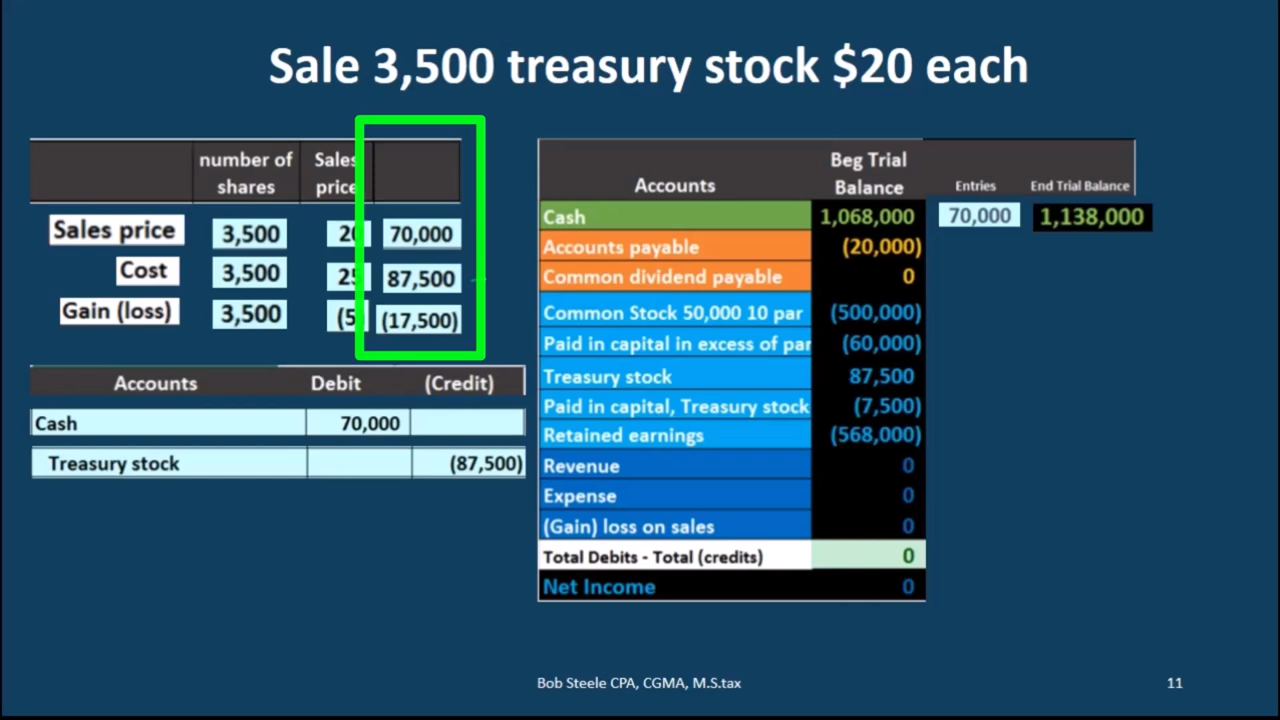 Sale 3,500 treasury stock $20 each
number of shares Sales price
Sales price 3,500 20 70,000
Cost 3,500 25 87,500
Gain (loss) 3,500 (5 (17,500)
Accounts Debit (Credit)
Cash 70,000
Treasury stock (87,500)
Accounts Beg Trial Balance Entries End Trial Balance
Cash 1,068,000 70,000 1,138,000
Accounts payable (20,000)
Common dividend payable 0
Common Stock 50,000 10 par (500,000)
Paid in capital in excess of par (60,000)
Treasury stock 87,500
Paid in capital, Treasury stock (7,500)
Retained earnings (568,000)
Revenue 0
Expense 0
(Gain) loss on sales 0
Total Debits - Total (credits) 0
Net Income 0
Bob Steele CPA, CGMA, M.S.tax
11